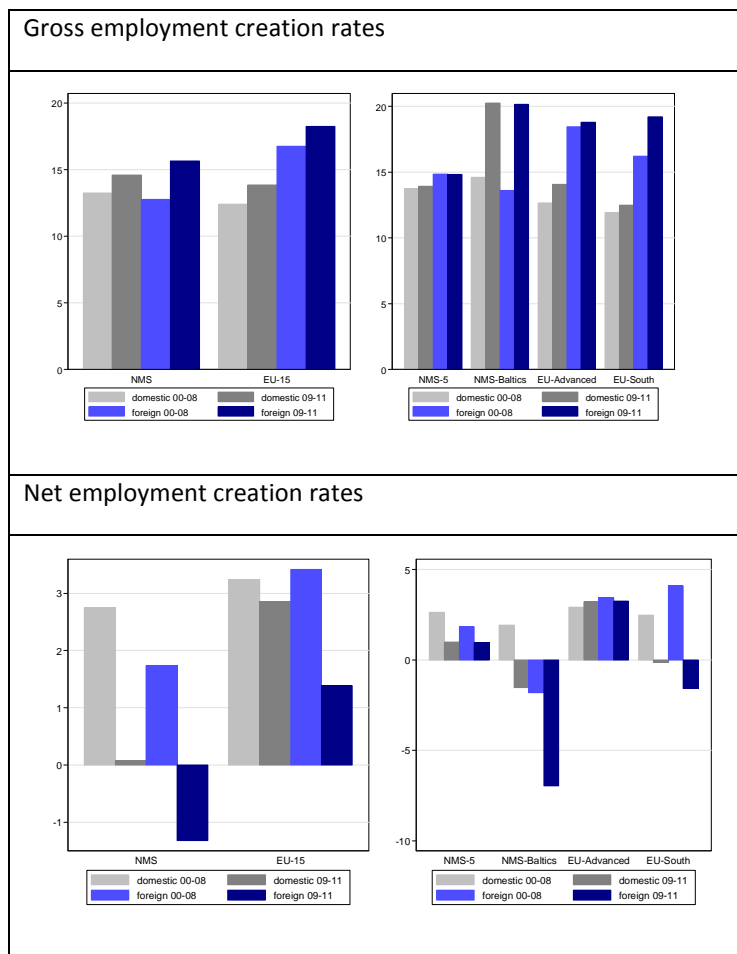 Gross employment creation rates
20
15
10
5
0
NMS EU-15
domestic 00-08 domestic 09-11
foreign 00-08 foreign 09-11
20
15
10
5
0
NMS-5 NMS-Baltics EU-Advanced EU-South
domestic 00-08 domestic 09-11
foreign 00-08 foreign 09-11
Net employment creation rates
3
2
1
0
-1
NMS EU-15
domestic 00-08 domestic 09-11
foreign 00-08 foreign 09-11
5
0
-5
-10
NMS-5 NMS-Baltics EU-Advanced EU-South
domestic 00-08 domestic 09-11
foreign 00-08 foreign 09-11